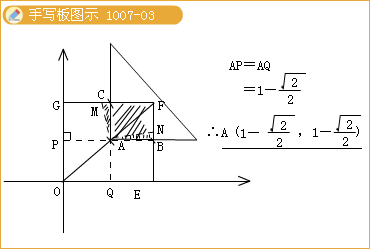 手写板图示 1007-03
G
C
F
M
P
A
N
B
O
Q
E
AP=AQ
=1-√2/2
∴A (1-√2/2, 1-√2/2)